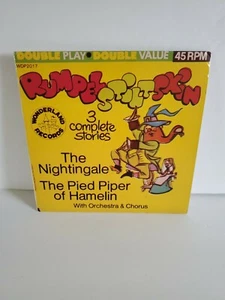 DOUBLE PLAY • DOUBLE VALUE 45 RPM
WDP2017
RUMPELSTILTSKIN
WONDERLAND RECORDS
3
complete
stories
The
Nightingale
The Pied Piper
of Hamelin
With Orchestra & Chorus